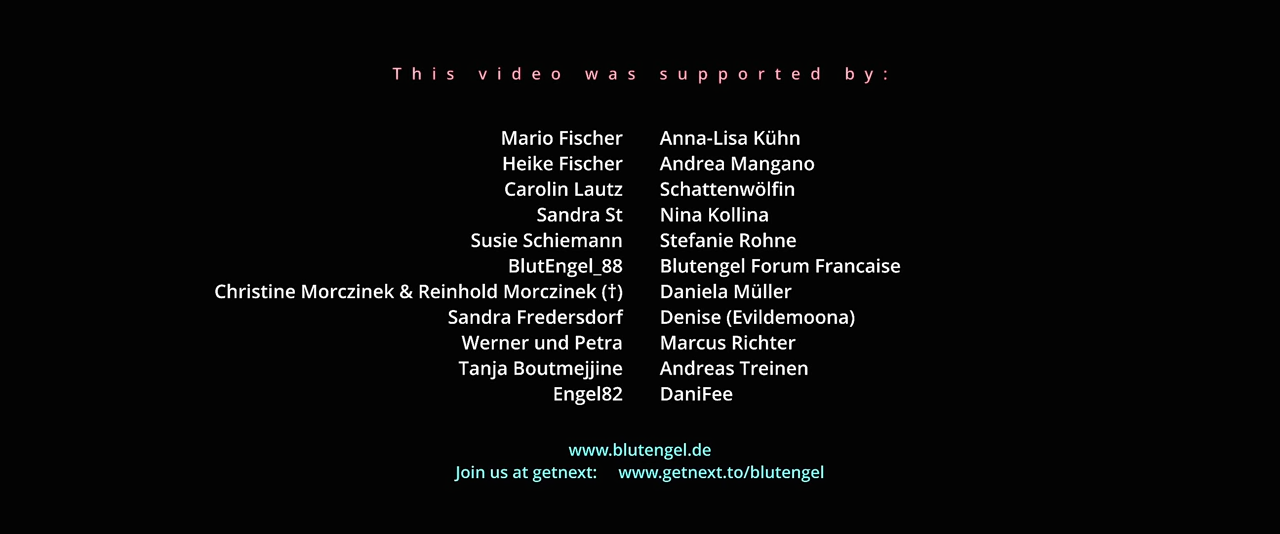 This video was supported by:
Mario Fischer Anna-Lisa Kühn
Heike Fischer Andrea Mangano
Carolin Lautz Schattenwölfin
Sandra St Nina Kollina
Susie Schiemann Stefanie Rohne
BlutEngel_88 Blutengel Forum Francaise
Christine Morczinek & Reinhold Morczinek (†) Daniela Müller
Sandra Fredersdorf Denise (Evildemoona)
Werner und Petra Marcus Richter
Tanja Boutmejjine Andreas Treinen
Engel82 DaniFee
www.blutengel.de
Join us at getnext: www.getnext.to/blutengel